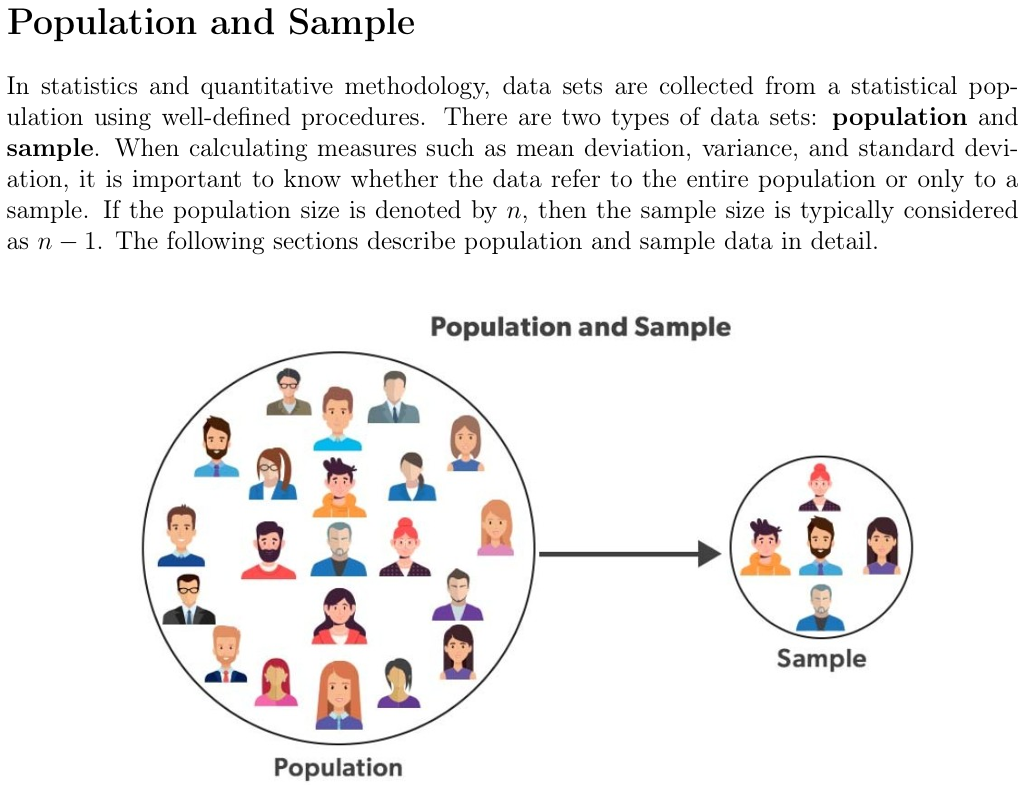 Population and Sample
In statistics and quantitative methodology, data sets are collected from a statistical pop-
ulation using well-defined procedures. There are two types of data sets: population and
sample. When calculating measures such as mean deviation, variance, and standard devi-
ation, it is important to know whether the data refer to the entire population or only to a
sample. If the population size is denoted by n, then the sample size is typically considered
as n − 1. The following sections describe population and sample data in detail.
Population and Sample
Sample
Population